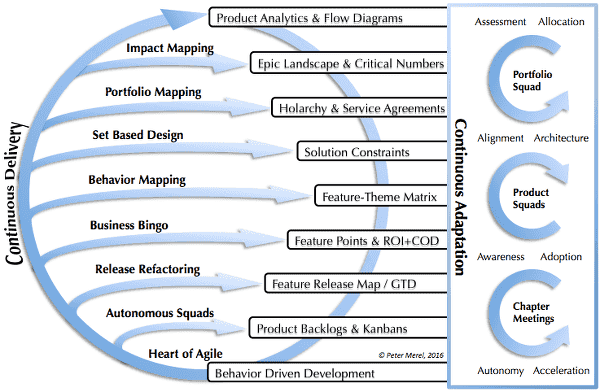 Product Analytics & Flow Diagrams
Impact Mapping
Epic Landscape & Critical Numbers
Portfolio Mapping
Holarchy & Service Agreements
Set Based Design
Solution Constraints
Behavior Mapping
Feature-Theme Matrix
Business Bingo
Feature Points & ROI+COD
Release Refactoring
Feature Release Map / GTD
Autonomous Squads
Product Backlogs & Kanbans
Heart of Agile
© Peter Merel, 2016
Behavior Driven Development
Continuous Delivery
Continuous Adaptation
Assessment Allocation
Portfolio
Squad
Alignment Architecture
Product
Squads
Awareness Adoption
Chapter
Meetings
Autonomy Acceleration